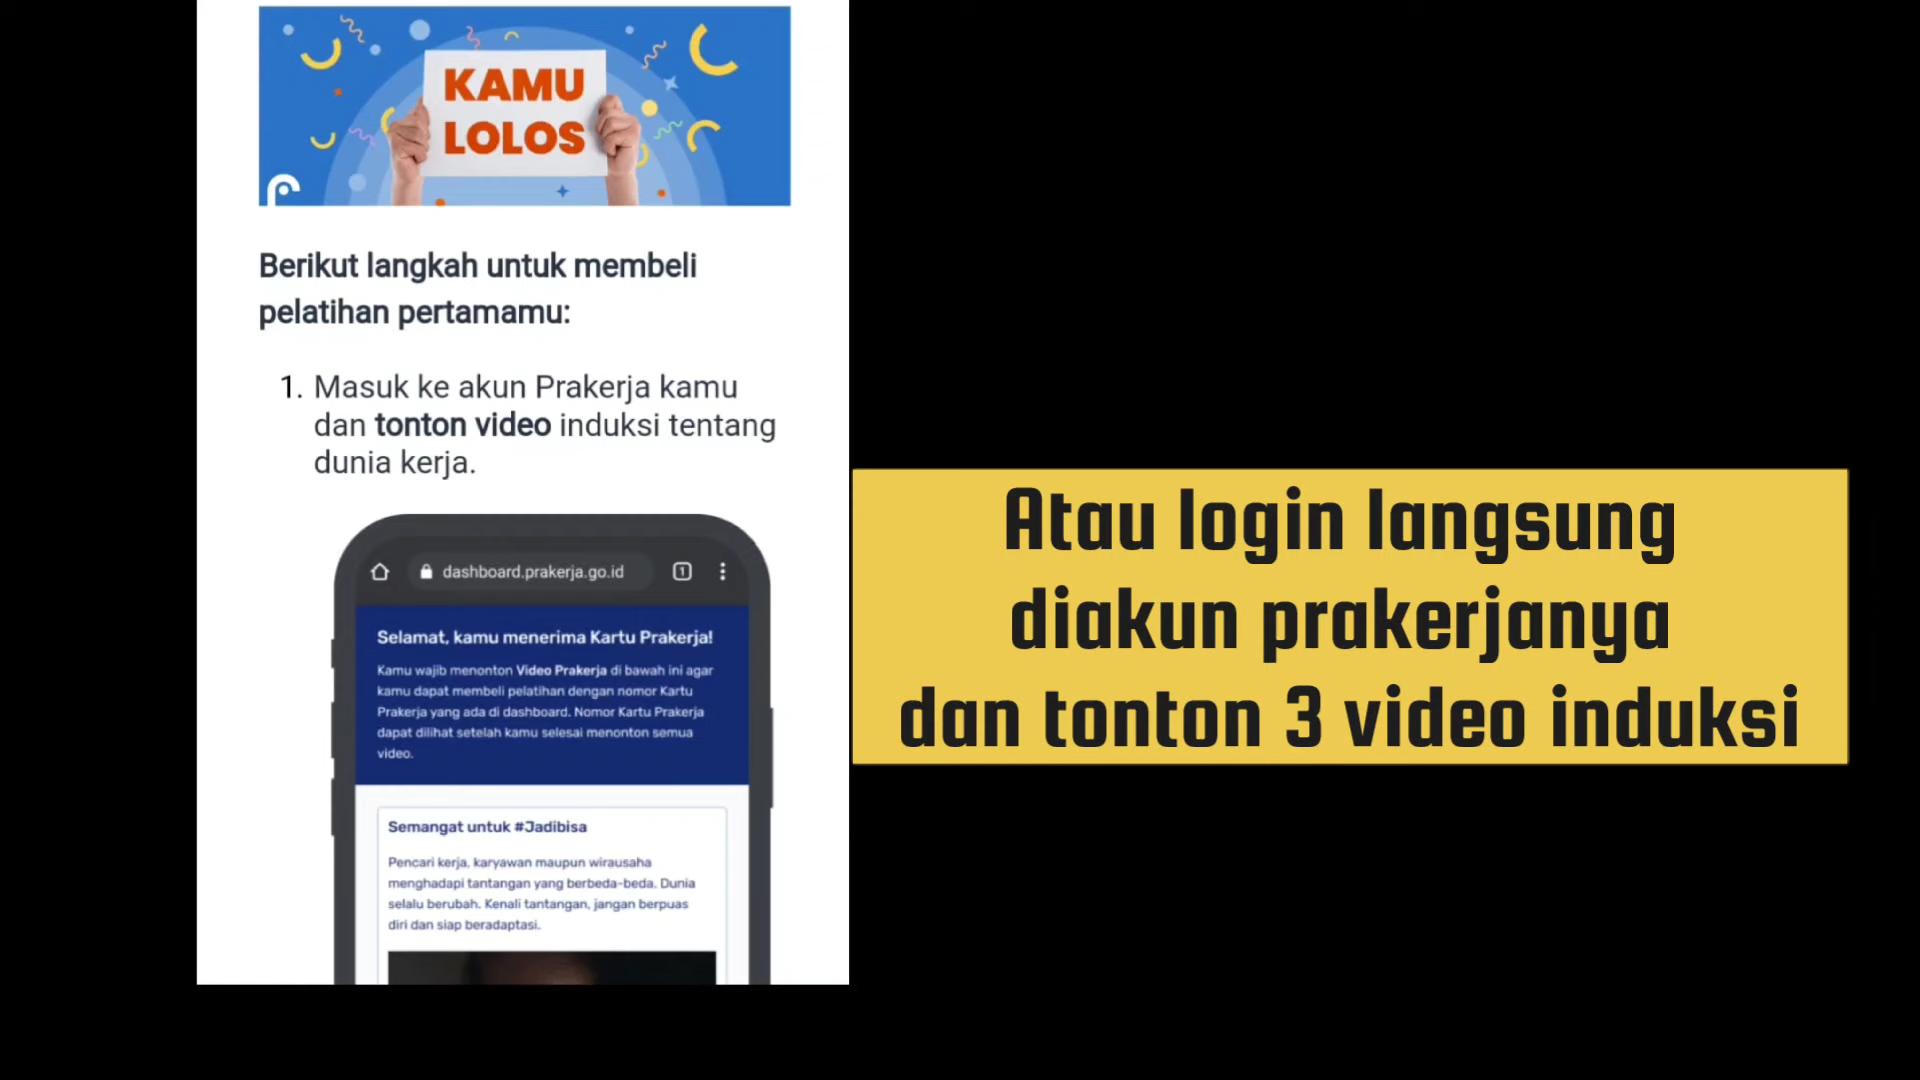 KAMU
LOLOS
Berikut langkah untuk membeli
pelatihan pertamamu:
1. Masuk ke akun Prakerja kamu
dan tonton video induksi tentang
dunia kerja.
dashboard.prakerja.go.id
1
Selamat, kamu menerima Kartu Prakerja!
Kamu wajib menonton Video Prakerja di bawah ini agar
kamu dapat membeli pelatihan dengan nomor Kartu
Prakerja yang ada di dashboard. Nomor Kartu Prakerja
dapat dilihat setelah kamu selesai menonton semua
video.
Semangat untuk #Jadibisa
Pencari kerja, karyawan maupun wirausaha
menghadapi tantangan yang berbeda-beda. Dunia
selalu berubah. Kenali tantangan, jangan berpuas
diri dan siap beradaptasi.
Atau login langsung
diakun prakerjanya
dan tonton 3 video induksi